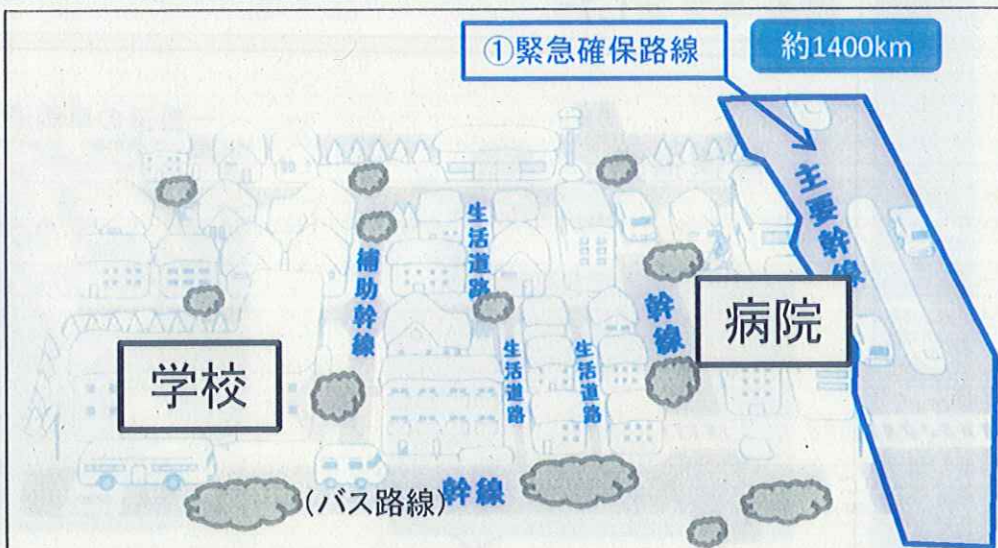 ①緊急確保路線
約1400km
主要幹線
生活道路
補助幹線
幹線
病院
学校
生活道路
生活道路
(バス路線)
幹線